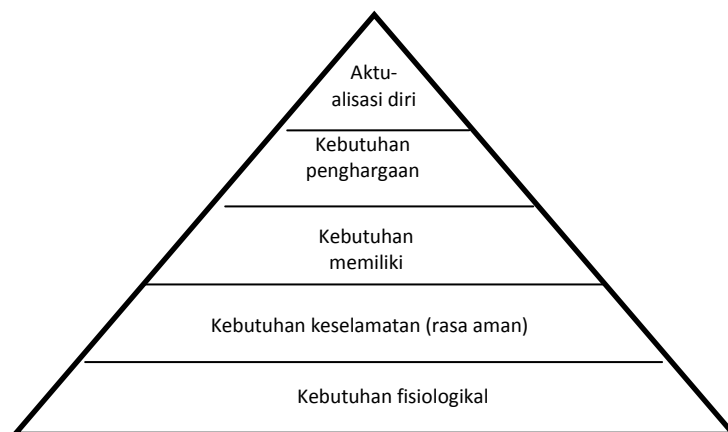 Aktu-
alisasi diri
Kebutuhan
penghargaan
Kebutuhan
memiliki
Kebutuhan keselamatan (rasa aman)
Kebutuhan fisiologikal